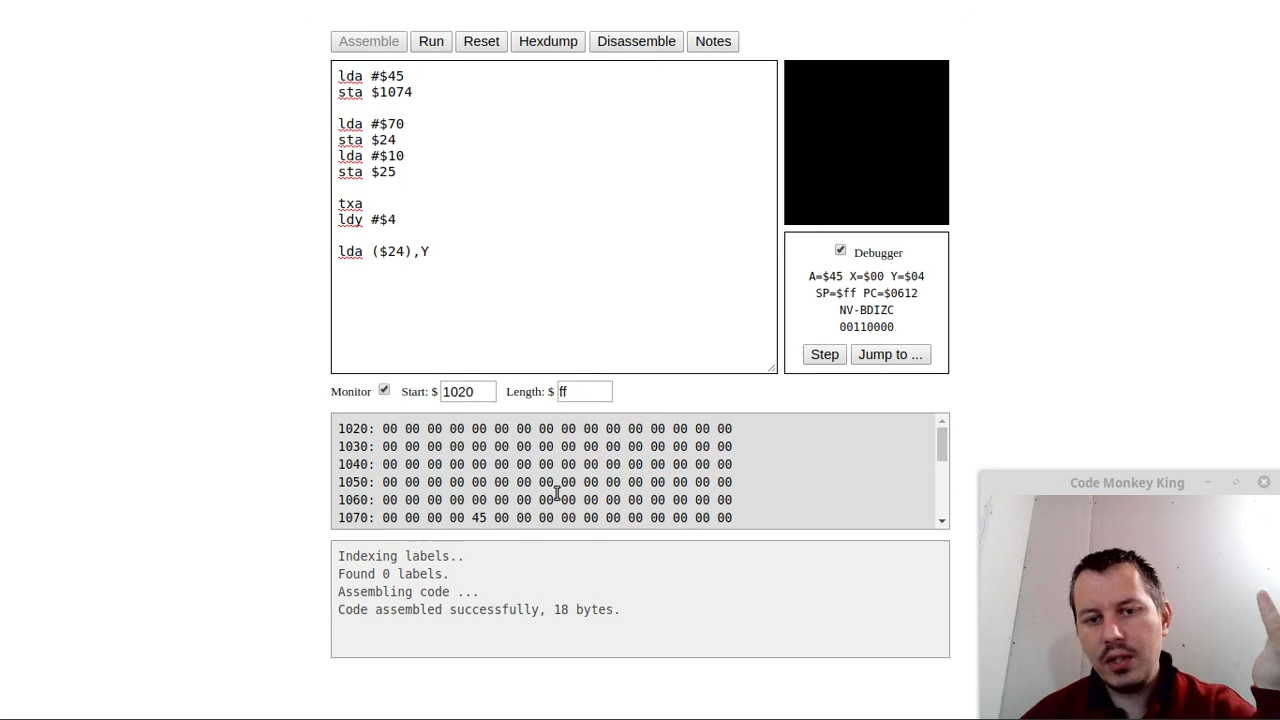 Assemble Run Reset Hexdump Disassemble Notes
lda #$45
sta $1074
lda #$70
sta $24
lda #$10
sta $25
txa
ldy #$4
lda ($24),Y
Debugger
A=$45 X=$00 Y=$04
SP=$ff PC=$0612
NV-BDIZC
00110000
Step Jump to ...
Monitor Start: $ 1020 Length: $ ff
1020: 00 00 00 00 00 00 00 00 00 00 00 00 00 00 00 00
1030: 00 00 00 00 00 00 00 00 00 00 00 00 00 00 00 00
1040: 00 00 00 00 00 00 00 00 00 00 00 00 00 00 00 00
1050: 00 00 00 00 00 00 00 00 00 00 00 00 00 00 00 00
1060: 00 00 00 00 00 00 00 00 00 00 00 00 00 00 00 00
1070: 00 00 00 00 45 00 00 00 00 00 00 00 00 00 00 00
Indexing labels..
Found 0 labels.
Assembling code ...
Code assembled successfully, 18 bytes.
Code Monkey King